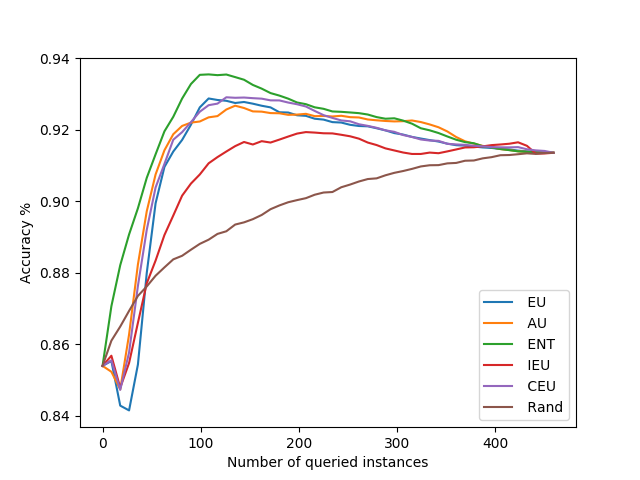 0.94
0.92
0.90
0.88
0.86
0.84
Accuracy %
0 100 200 300 400
Number of queried instances
EU
AU
ENT
IEU
CEU
Rand